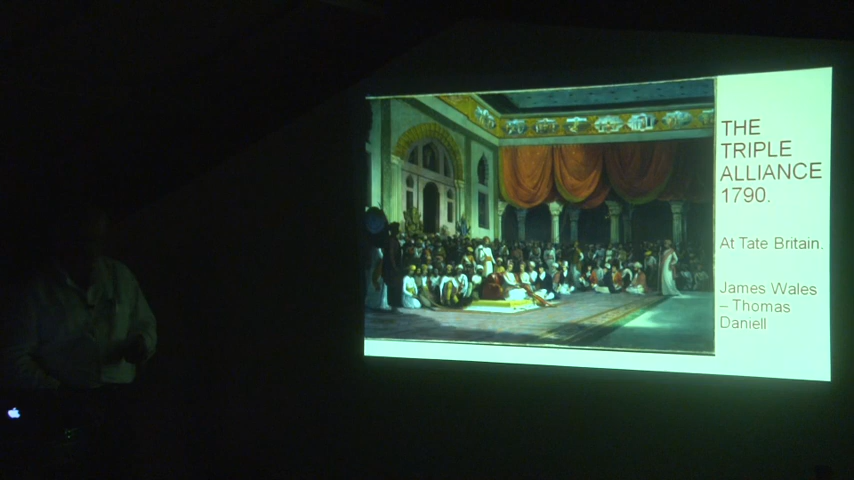 THE
TRIPLE
ALLIANCE
1790.
At Tate Britain.
James Wales
– Thomas
Daniell